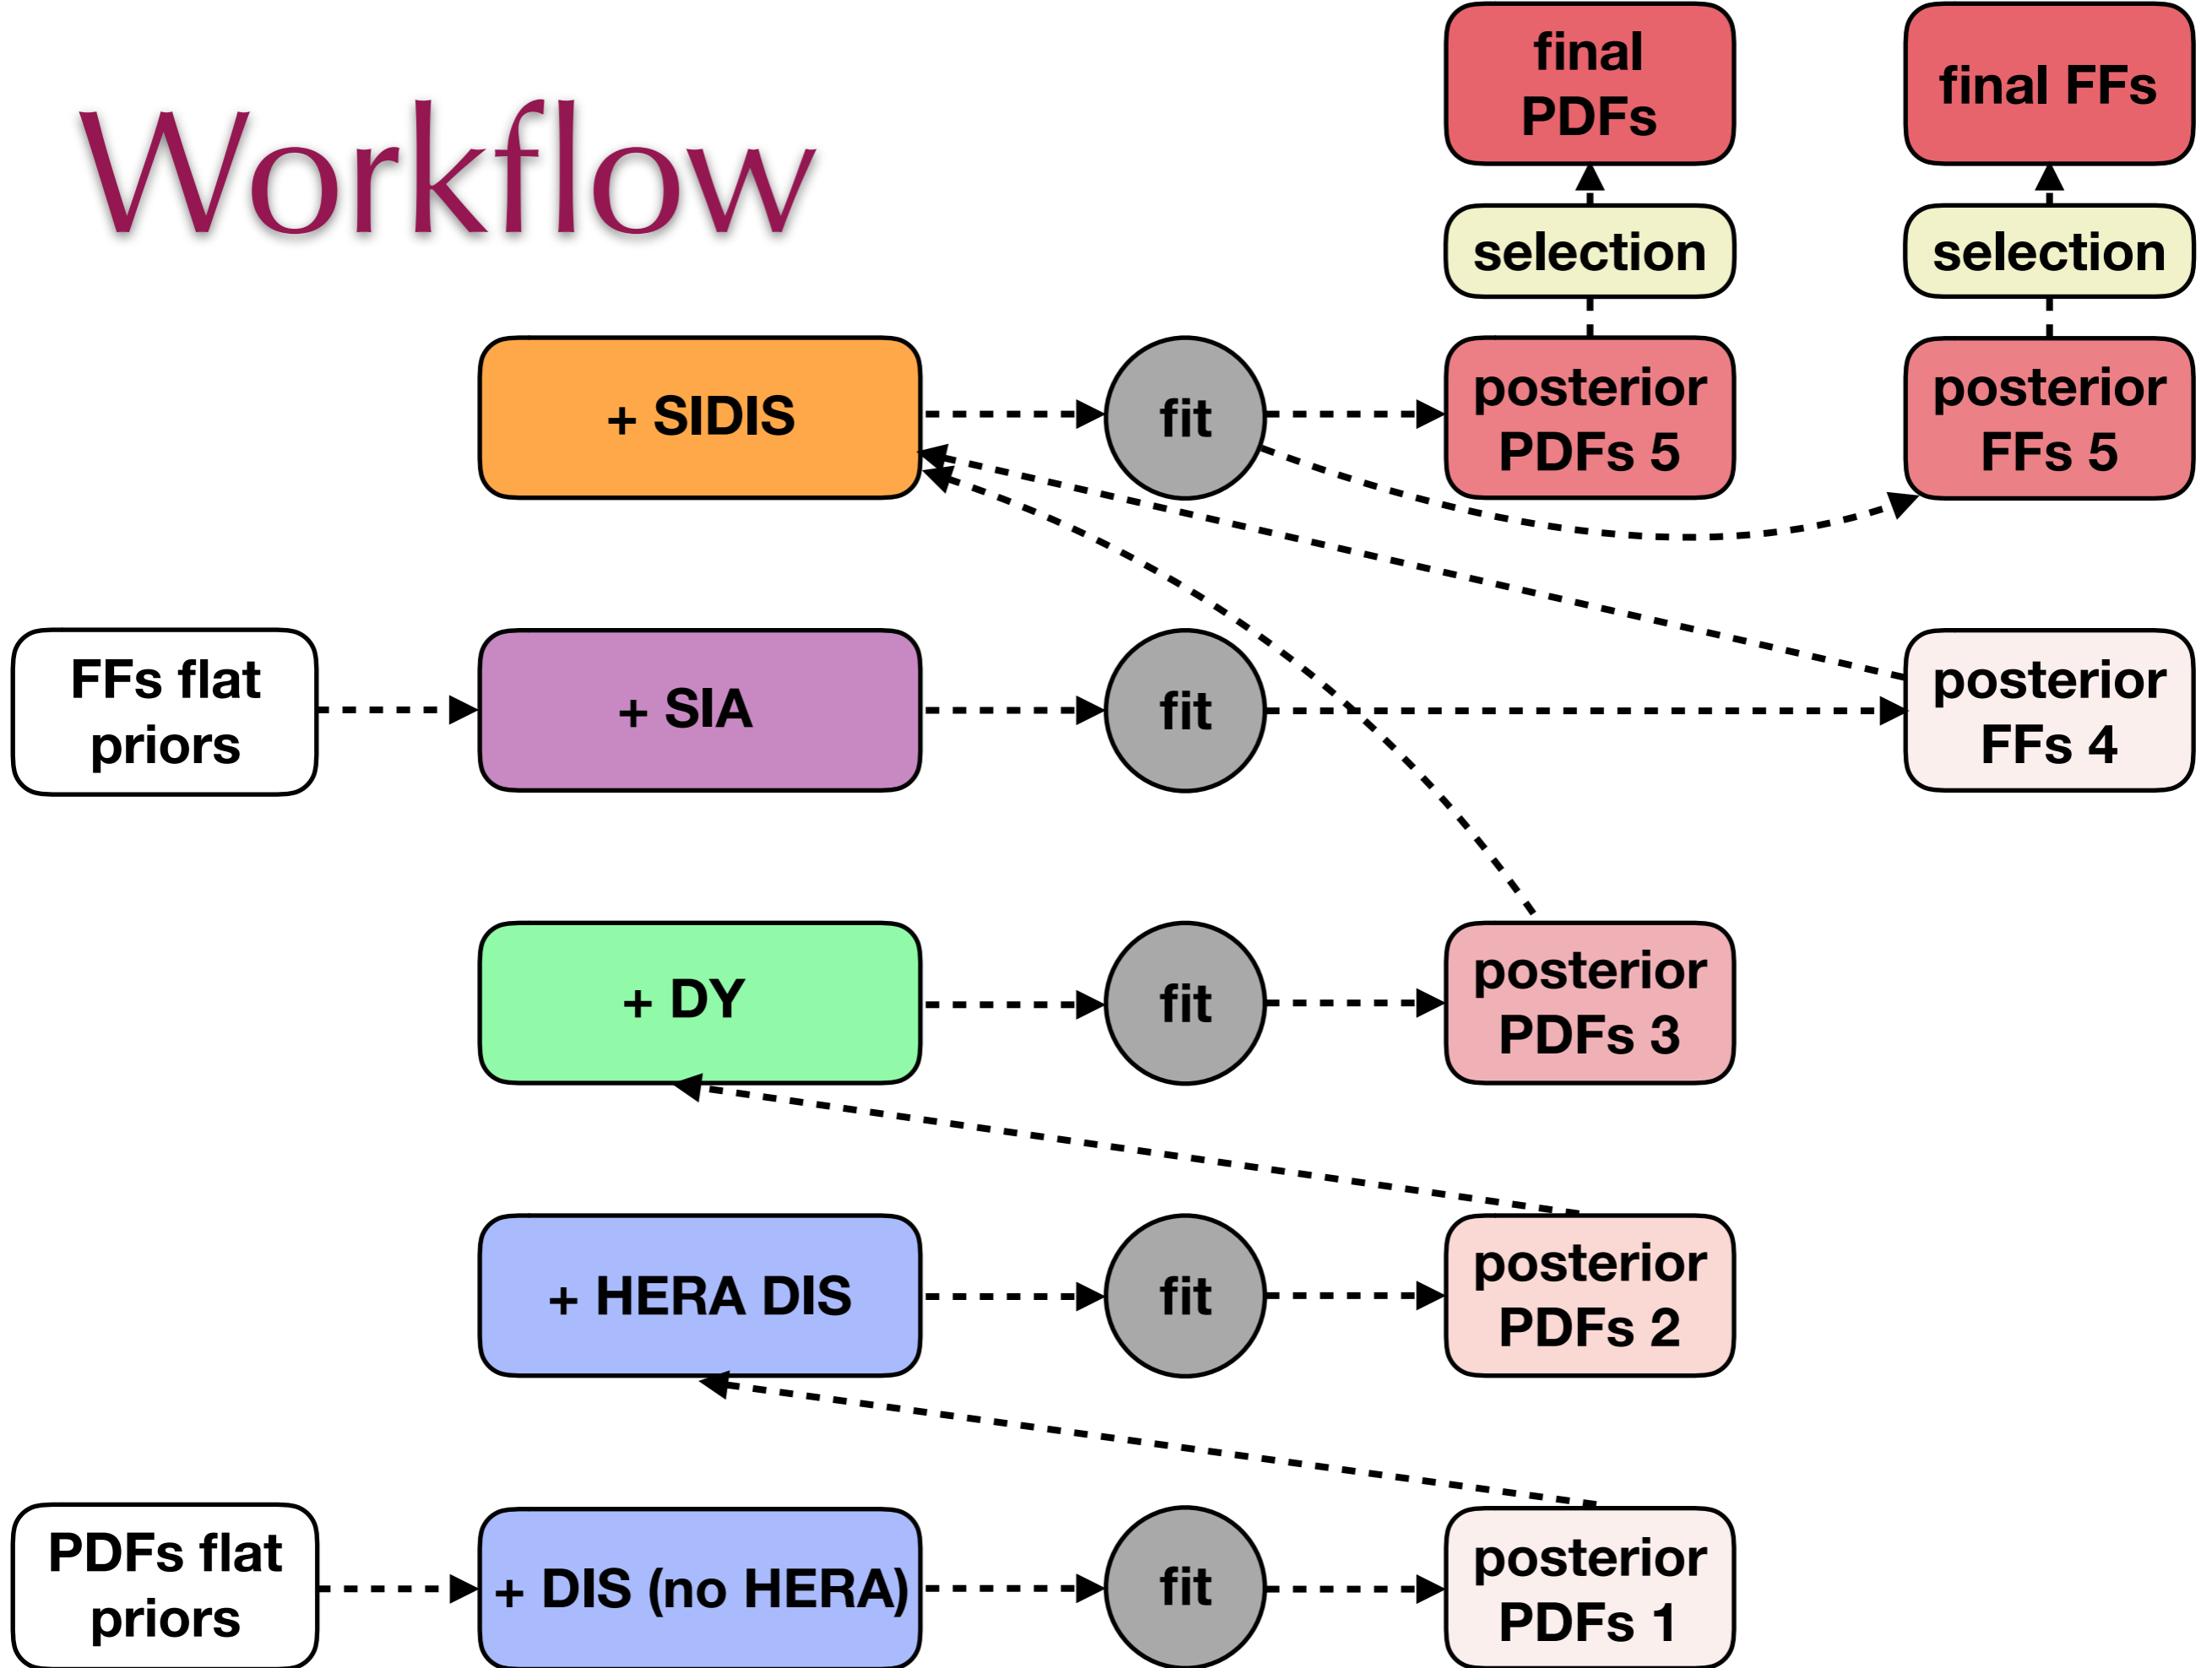 Workflow
final
PDFs
final FFs
selection
selection
+ SIDIS
fit
posterior
PDFs 5
posterior
FFs 5
FFs flat
priors
+ SIA
fit
posterior
FFs 4
+ DY
fit
posterior
PDFs 3
+ HERA DIS
fit
posterior
PDFs 2
PDFs flat
priors
+ DIS (no HERA)
fit
posterior
PDFs 1